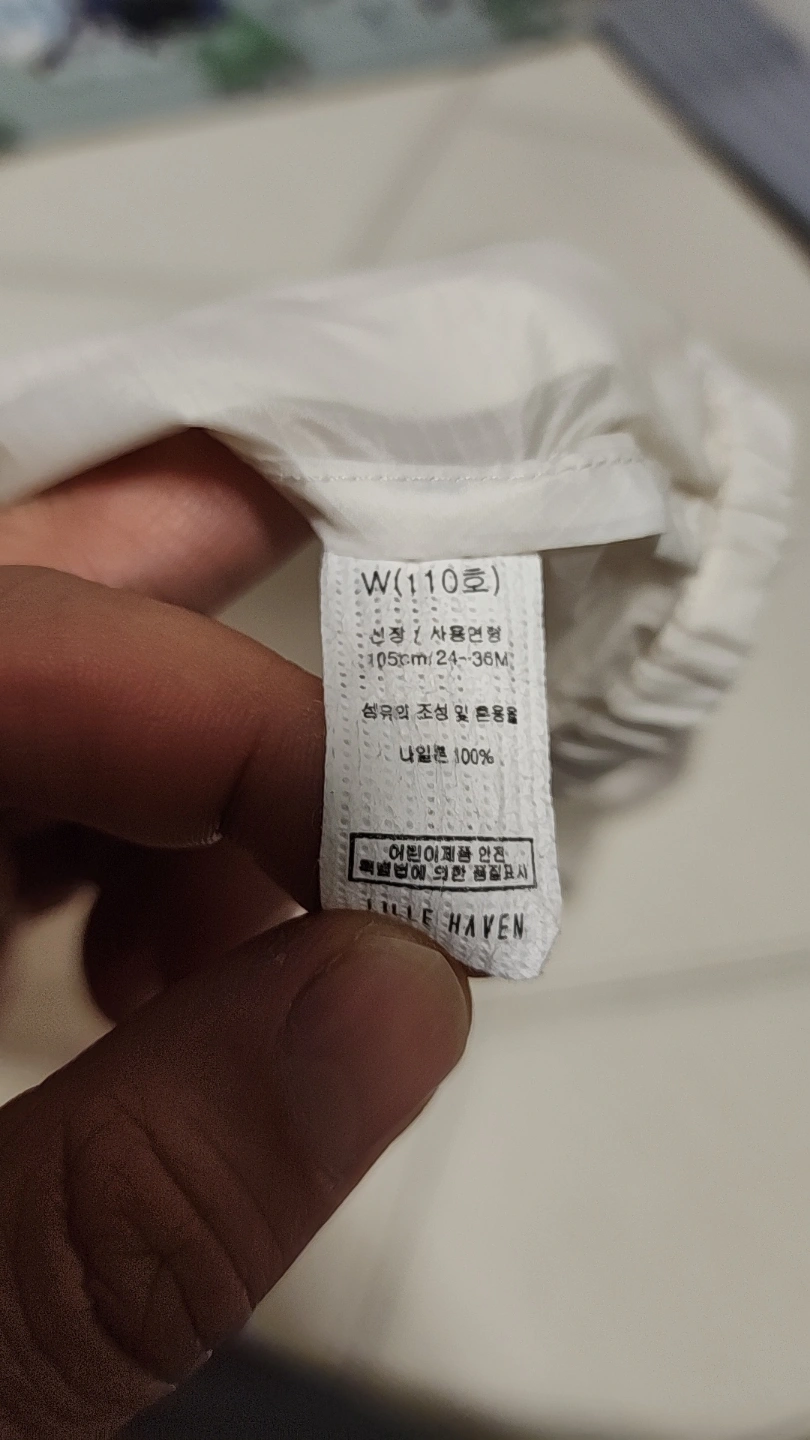 W(110호)
신장 / 사용연령
105cm/24~36M
섬유의 조성 및 혼용율
나일론 100%
어린이제품 안전
특별법에 의한 품질표시
LILLE HAVEN